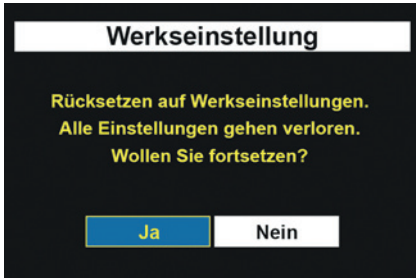 Werkseinstellung
Rücksetzen auf Werkseinstellungen.
Alle Einstellungen gehen verloren.
Wollen Sie fortsetzen?
Ja
Nein